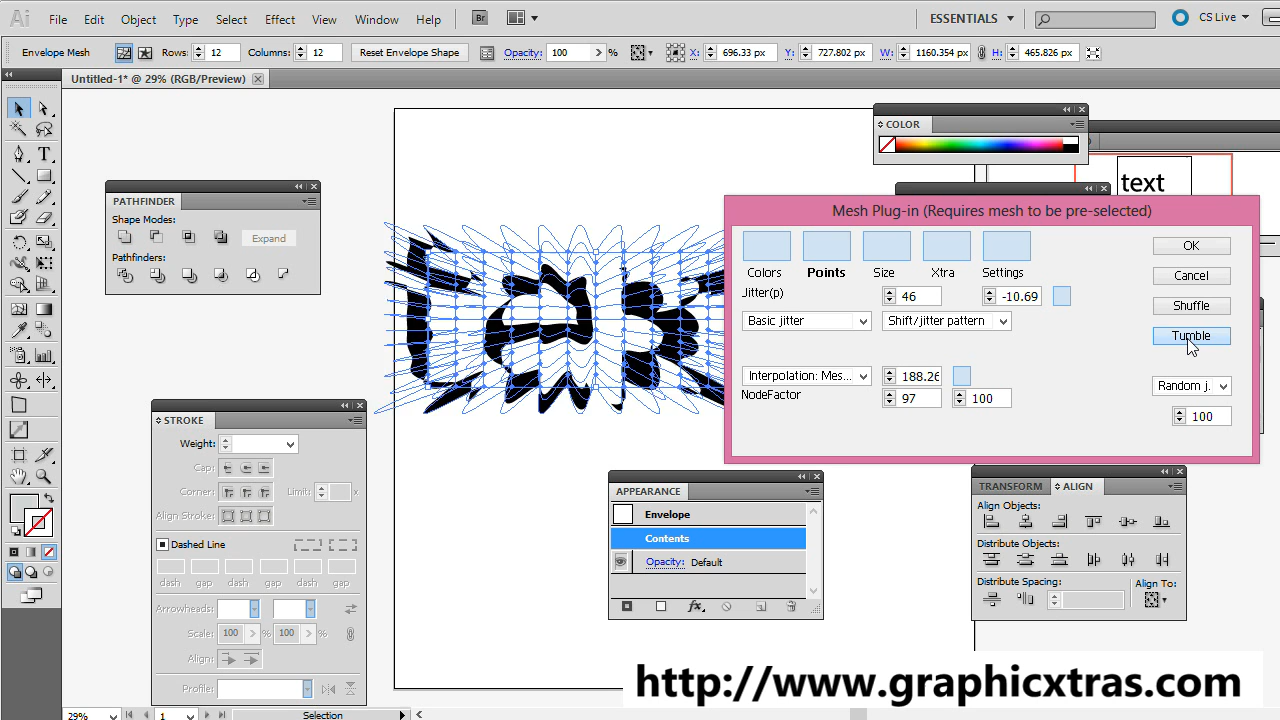 Ai File Edit Object Type Select Effect View Window Help Br ESSENTIALS CS Live
Envelope Mesh Rows: 12 Columns: 12 Reset Envelope Shape Opacity: 100 % X: 696.33 px Y: 727.802 px W: 1160.354 px H: 465.826 px
Untitled-1* @ 29% (RGB/Preview)
COLOR
text
PATHFINDER
Shape Modes:
Expand
Pathfinders:
Mesh Plug-in (Requires mesh to be pre-selected)
OK
Colors Points Size Xtra Settings
Cancel
Jitter(p) 46 -10.69
Shuffle
Basic jitter Shift/jitter pattern
Tumble
Interpolation: Mes... 188.26
Random j.
NodeFactor 97 100
100
STROKE
Weight:
Cap:
Corner: Limit: x
Align Stroke:
Dashed Line
dash gap dash gap dash gap
Arrowheads:
Scale: 100 % 100 %
Align:
Profile:
APPEARANCE
Envelope
Contents
Opacity: Default
fx
TRANSFORM ALIGN
Align Objects:
Distribute Objects:
Distribute Spacing: Align To:
http://www.graphicxtras.com
29% 1 Selection